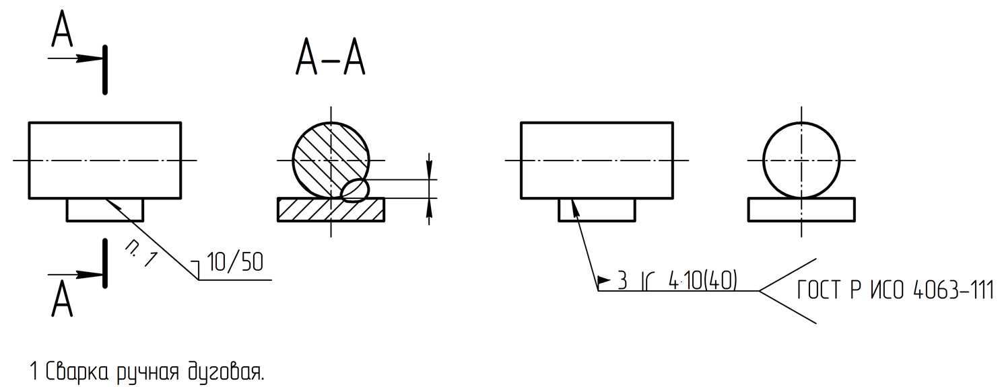 А
А-А
п. 1
10/50
А
3 4·10(40)
ГОСТ Р ИСО 4063-111
1 Сварка ручная дуговая.